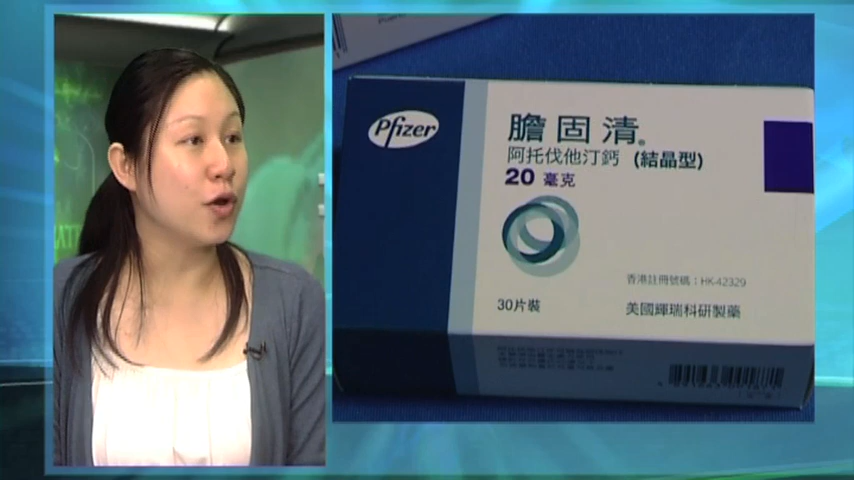 Pfizer
膽固清®
阿托伐他汀鈣 (結晶型)
20 毫克
香港註冊號碼：HK-42329
30片裝
美國輝瑞科研製藥